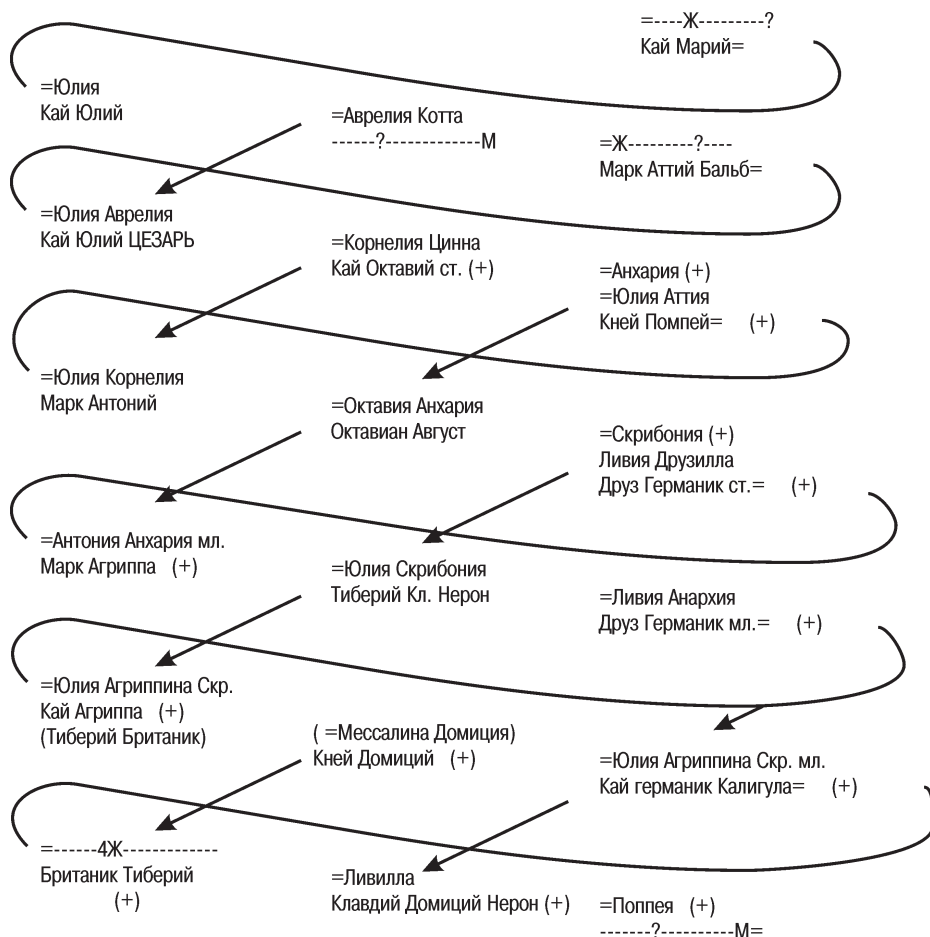 =----Ж---------?
Кай Марий=
=Юлия
Кай Юлий
=Аврелия Котта
------?-------------М
=Ж---------?----
Марк Аттий Бальб=
=Юлия Аврелия
Кай Юлий ЦЕЗАРЬ
=Корнелия Цинна
Кай Октавий ст. (+)
=Анхария (+)
=Юлия Аттия
Кней Помпей= (+)
=Юлия Корнелия
Марк Антоний
=Октавия Анхария
Октавиан Август
=Скрибония (+)
Ливия Друзилла
Друз Германик ст.= (+)
=Антония Анхария мл.
Марк Агриппа (+)
=Юлия Скрибония
Тиберий Кл. Нерон
=Ливия Анархия
Друз Германик мл.= (+)
=Юлия Агриппина Скр.
Кай Агриппа (+)
(Тиберий Британик)
( =Мессалина Домиция)
Кней Домиций (+)
=Юлия Агриппина Скр. мл.
Кай германик Калигула= (+)
=------4Ж-------------
Британик Тиберий
(+)
=Ливилла
Клавдий Домиций Нерон (+)
=Поппея (+)
------?----------М=